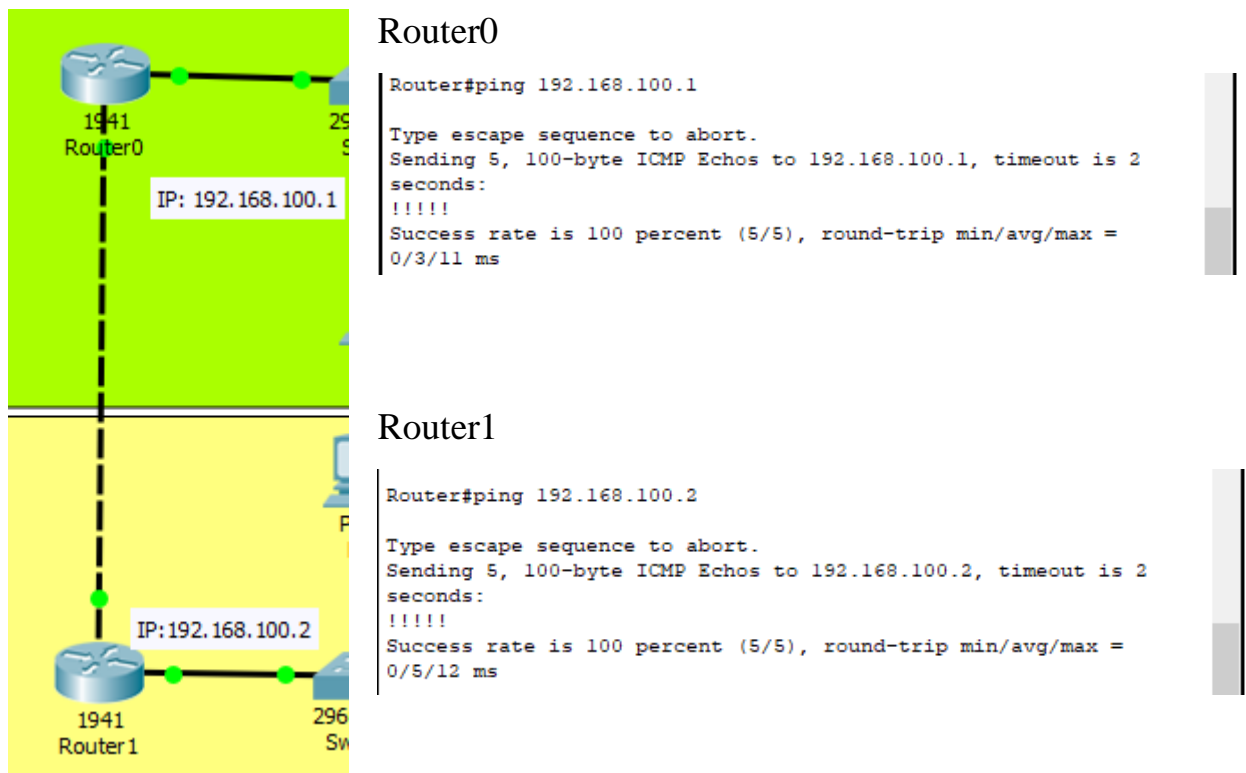 Router0
Router#ping 192.168.100.1
Type escape sequence to abort.
Sending 5, 100-byte ICMP Echos to 192.168.100.1, timeout is 2
seconds:
!!!!!
Success rate is 100 percent (5/5), round-trip min/avg/max =
0/3/11 ms
1941
Router0
29
S
IP: 192.168.100.1
Router1
Router#ping 192.168.100.2
Type escape sequence to abort.
Sending 5, 100-byte ICMP Echos to 192.168.100.2, timeout is 2
seconds:
!!!!!
Success rate is 100 percent (5/5), round-trip min/avg/max =
0/5/12 ms
P
IP:192.168.100.2
1941
Router1
296
Sw